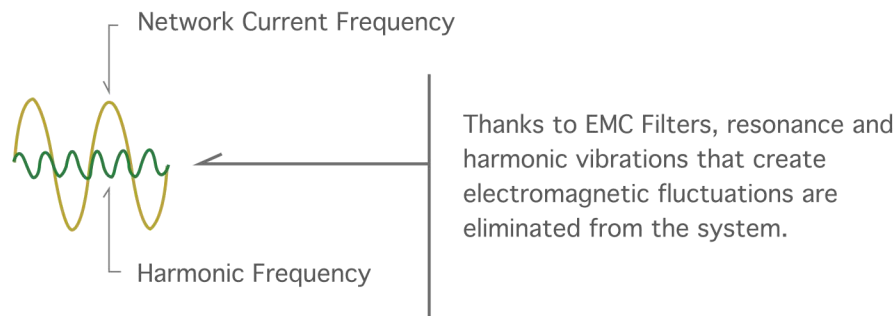 Network Current Frequency
Thanks to EMC Filters, resonance and
harmonic vibrations that create
electromagnetic fluctuations are
eliminated from the system.
Harmonic Frequency